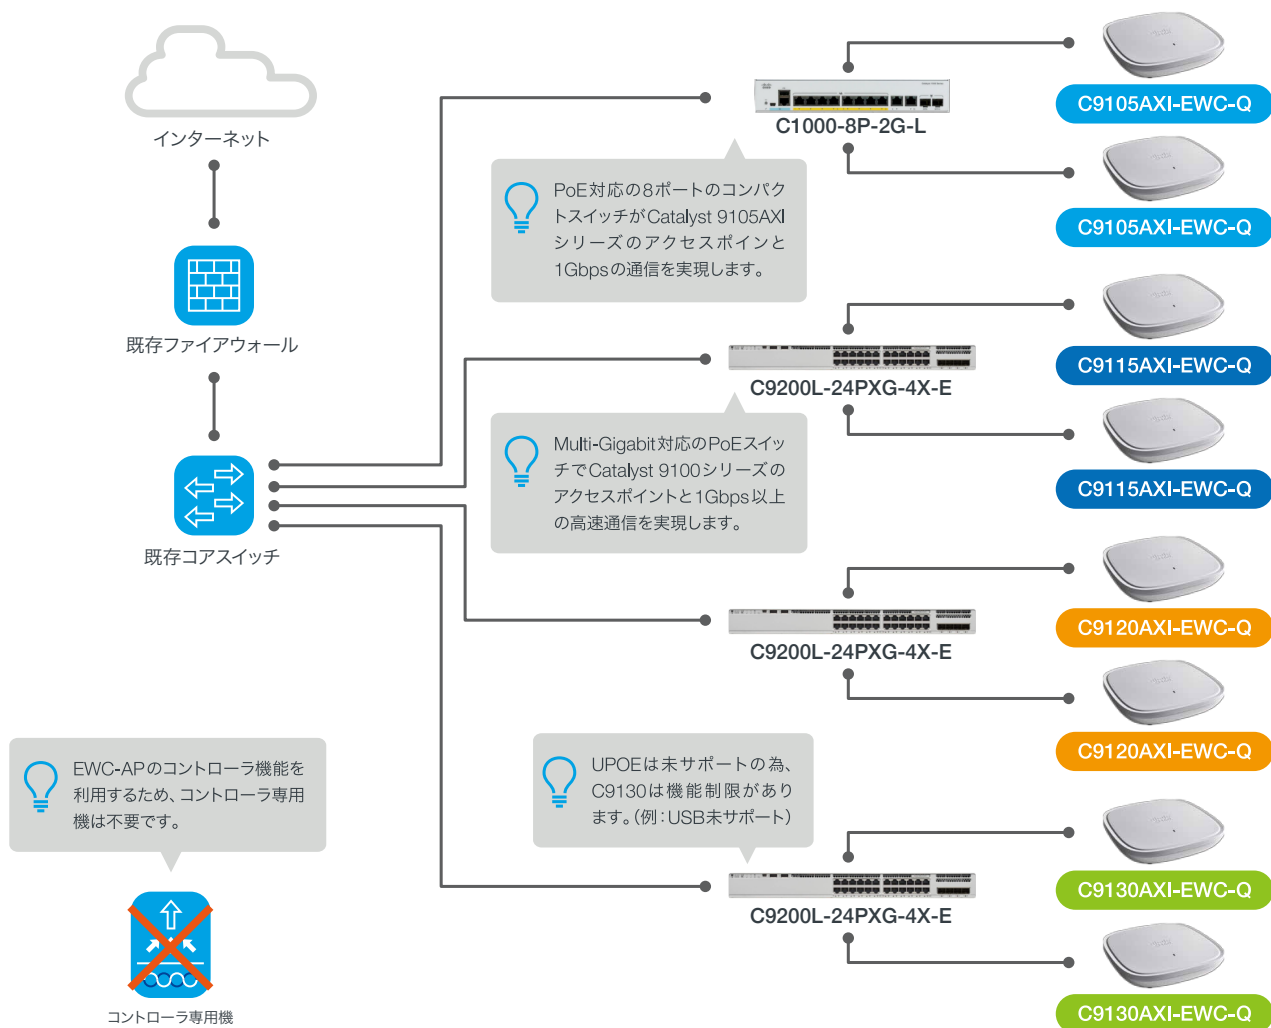 インターネット
既存ファイアウォール
既存コアスイッチ
EWC-APのコントローラ機能を
利用するため、コントローラ専用
機は不要です。
コントローラ専用機
C1000-8P-2G-L
PoE対応の8ポートのコンパク
トスイッチがCatalyst 9105AXI
シリーズのアクセスポインと
1Gbpsの通信を実現します。
C9200L-24PXG-4X-E
Multi-Gigabit対応のPoEスイッ
チでCatalyst 9100シリーズの
アクセスポイントと1Gbps以上
の高速通信を実現します。
C9200L-24PXG-4X-E
UPOEは未サポートの為、
C9130は機能制限があり
ます。(例：USB未サポート)
C9200L-24PXG-4X-E
C9105AXI-EWC-Q
C9105AXI-EWC-Q
C9115AXI-EWC-Q
C9115AXI-EWC-Q
C9120AXI-EWC-Q
C9120AXI-EWC-Q
C9130AXI-EWC-Q
C9130AXI-EWC-Q